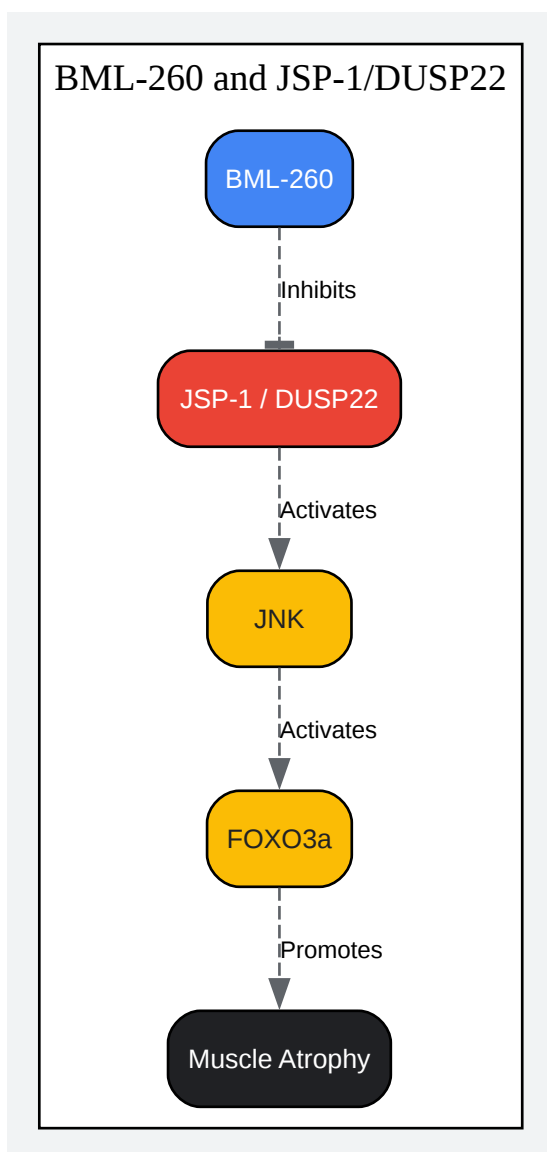 BML-260 and JSP-1/DUSP22
BML-260
Inhibits
JSP-1 / DUSP22
Activates
JNK
Activates
FOXO3a
Promotes
Muscle Atrophy